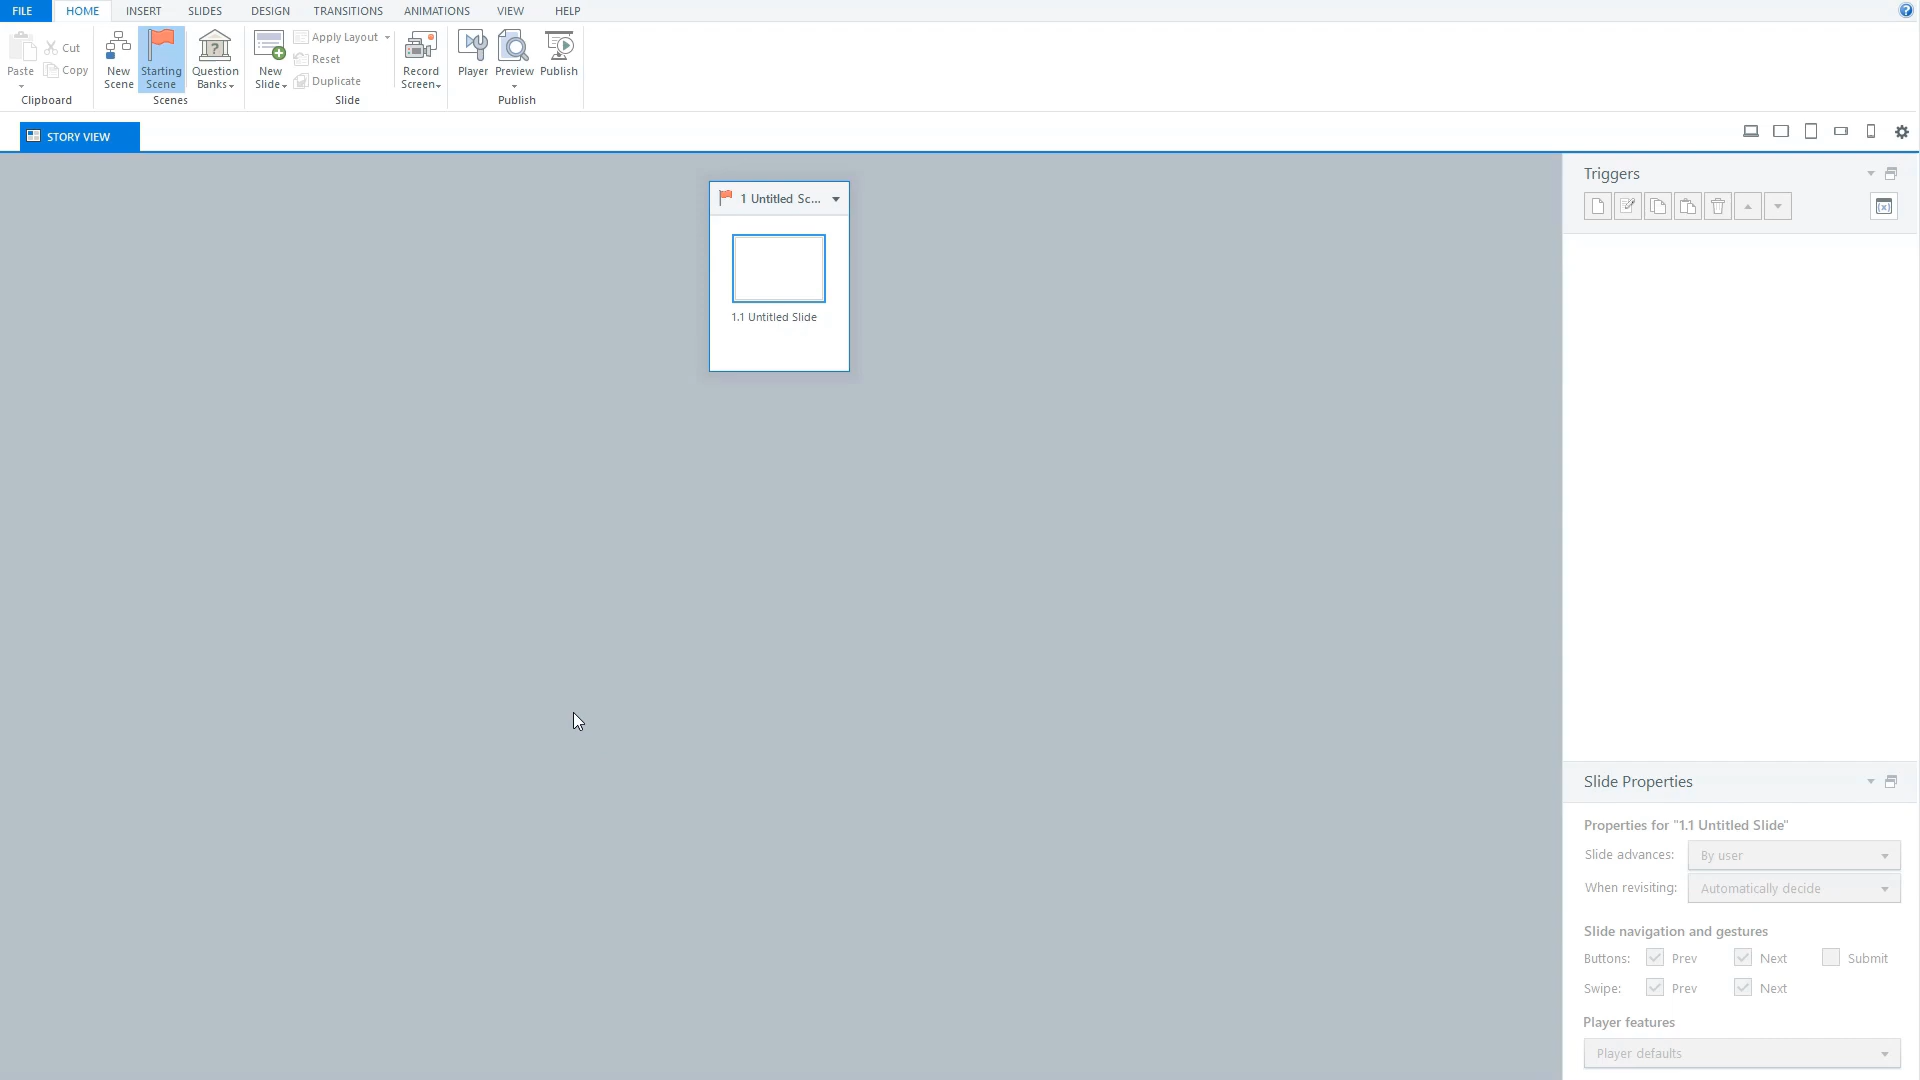 FILE HOME INSERT SLIDES DESIGN TRANSITIONS ANIMATIONS VIEW HELP
Paste Cut Copy
Clipboard
New Scene Starting Scene Question Banks
Scenes
New Slide Apply Layout Reset Duplicate
Slide
Record Screen
Player Preview Publish
Publish
STORY VIEW
1 Untitled Sc...
1.1 Untitled Slide
Triggers
Slide Properties
Properties for "1.1 Untitled Slide"
Slide advances: By user
When revisiting: Automatically decide
Slide navigation and gestures
Buttons: Prev Next Submit
Swipe: Prev Next
Player features
Player defaults